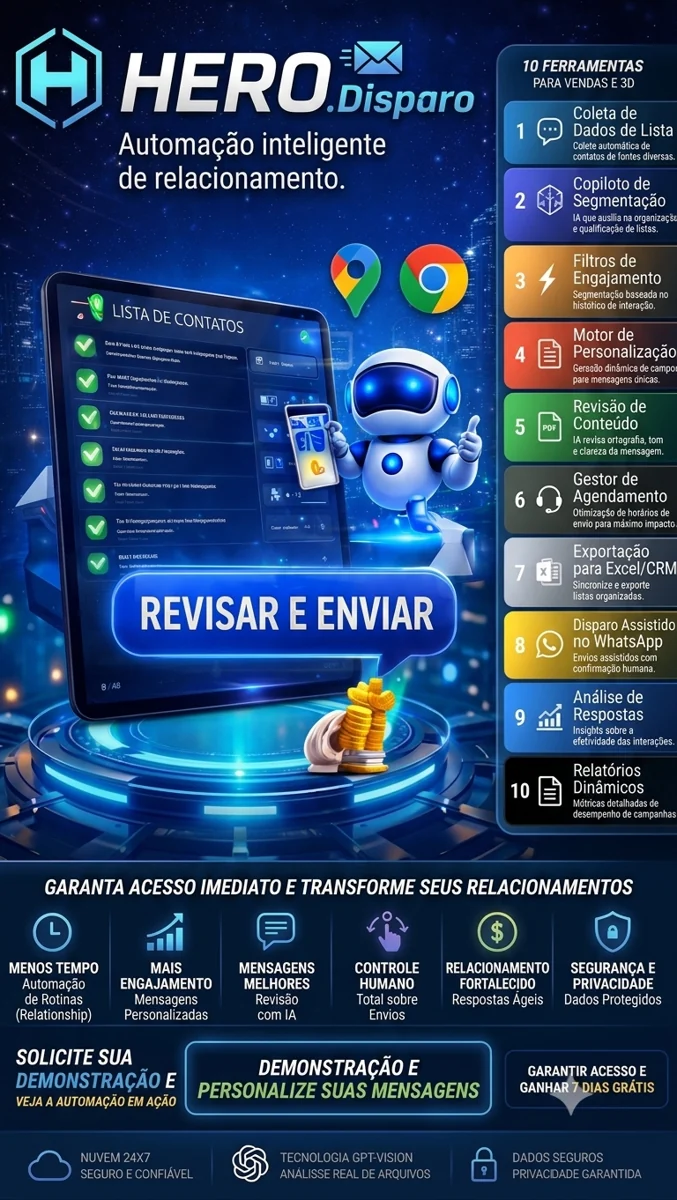 HERO.Disparo
Automação inteligente
de relacionamento.
LISTA DE CONTATOS
REVISAR E ENVIAR
10 FERRAMENTAS
PARA VENDAS E 3D
1
Coleta de
Dados de Lista
Colete automática de
contatos de fontes diversas.
2
Copiloto de
Segmentação
IA que auxilia na organização
e qualificação de listas.
3
Filtros de
Engajamento
Segmentação baseada no
histótico de interação.
4
Motor de
Personalização
Geração dinâmica de campo
para mensagens únicas.
5
PDF
Revisão de
Conteúdo
IA revisa ortografia, tom
e clareza da mensagem.
6
Gestor de
Agendamento
Otimização de horários de
envio para máximo impacto.
7
X
Exportação
para Excel/CRM
Sincronize e exporte
listas organizadas.
8
Disparo Assistido
no WhatsApp
Envios assistidos com
confirmação humana.
9
Análise de
Respostas
Insights sobre a
efetividade das interações.
10
Relatórios
Dinâmicos
Mótricas detalhadas de
desempenho de campanhas
GARANTA ACESSO IMEDIATO E TRANSFORME SEUS RELACIONAMENTOS
MENOS TEMPO
Automação
de Rotinas
(Relationship)
MAIS
ENGAJAMENTO
Mensagens
Personalizadas
MENSAGENS
MELHORES
Revisão
com IA
CONTROLE
HUMANO
Total sobre
Envios
$
RELACIONAMENTO
FORTALECIDO
Respostas Ágeis
SEGURANÇA E
PRIVACIDADE
Dados Protegidos
SOLICITE SUA
DEMONSTRAÇÃO E
VEJA A AUTOMAÇÃO EM AÇÃO
DEMONSTRAÇÃO E
PERSONALIZE SUAS MENSAGENS
GARANTIR ACESSO E
GANHAR 7 DIAS GRÁTIS
NUVEM 24X7
SEGURO E CONFIÁVEL
TECNOLOGIA GPT-VISION
ANÁLISSE REAL DE ARQUIVOS
DADOS SEGUROS
PRIVACIDADE GARANTIDA